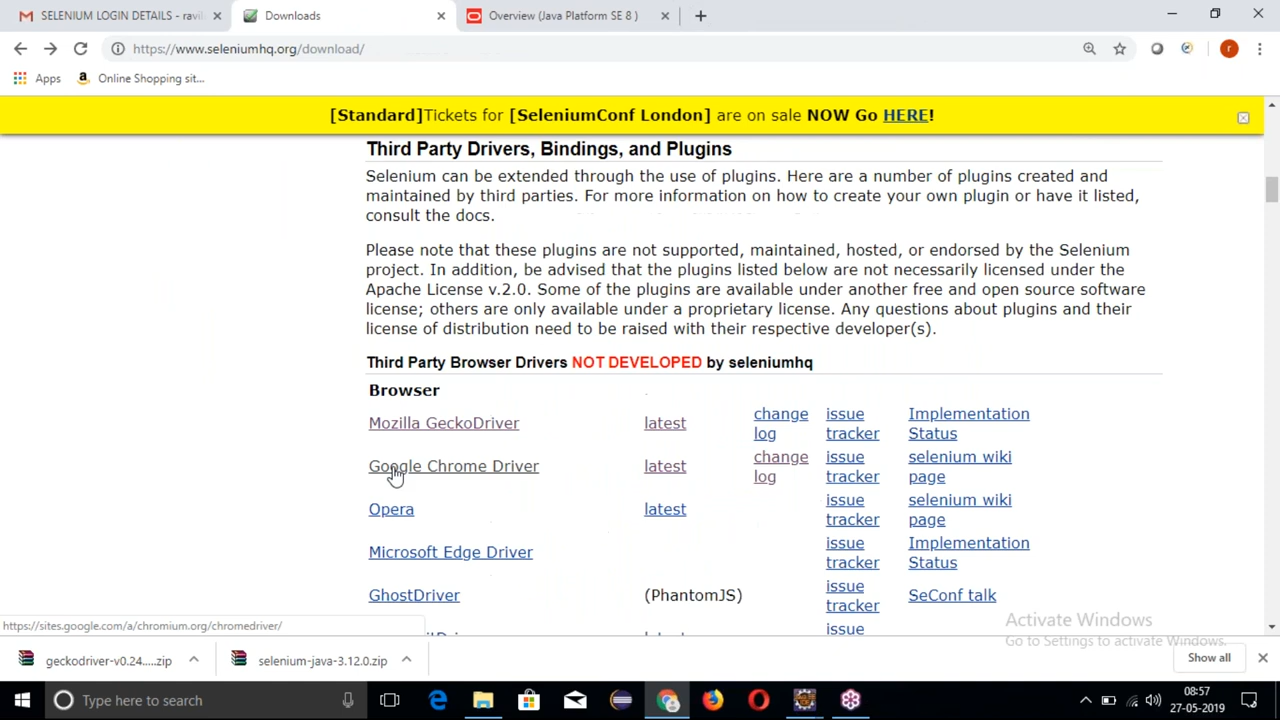 SELENIUM LOGIN DETAILS - ravil
Downloads
Overview (Java Platform SE 8 )
https://www.seleniumhq.org/download/
r
Apps
Online Shopping sit...
[Standard]Tickets for [SeleniumConf London] are on sale NOW Go HERE!
Third Party Drivers, Bindings, and Plugins
Selenium can be extended through the use of plugins. Here are a number of plugins created and
maintained by third parties. For more information on how to create your own plugin or have it listed,
consult the docs.
Please note that these plugins are not supported, maintained, hosted, or endorsed by the Selenium
project. In addition, be advised that the plugins listed below are not necessarily licensed under the
Apache License v.2.0. Some of the plugins are available under another free and open source software
license; others are only available under a proprietary license. Any questions about plugins and their
license of distribution need to be raised with their respective developer(s).
Third Party Browser Drivers NOT DEVELOPED by seleniumhq
Browser
Mozilla GeckoDriver latest change log issue tracker Implementation Status
Google Chrome Driver latest change log issue tracker selenium wiki page
Opera latest issue tracker selenium wiki page
Microsoft Edge Driver issue tracker Implementation Status
GhostDriver (PhantomJS) issue tracker SeConf talk
issue
https://sites.google.com/a/chromium.org/chromedriver/
Activate Windows
Go to Settings to activate Windows.
geckodriver-v0.24.....zip
selenium-java-3.12.0.zip
Show all
Type here to search
08:57
27-05-2019